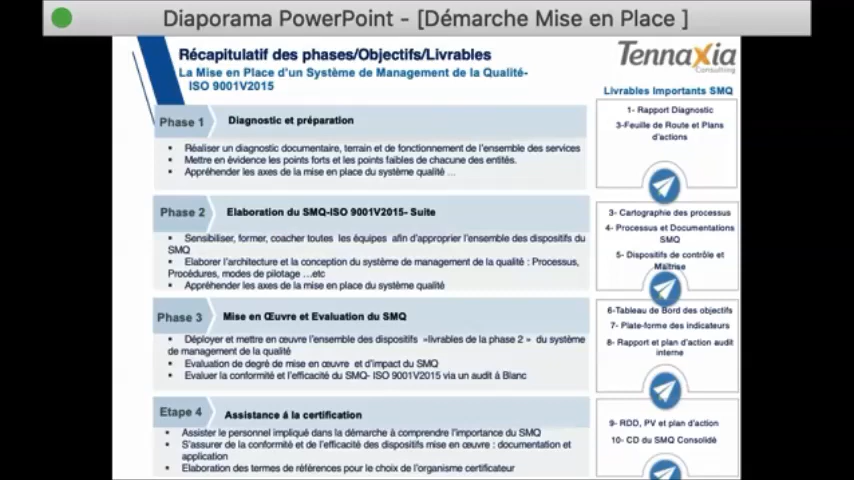 Diaporama PowerPoint - [Démarche Mise en Place ]
Récapitulatif des phases/Objectifs/Livrables
La Mise en Place d'un Système de Management de la Qualité-
ISO 9001V2015
Tennaxia
Consulting
Livrables Importants SMQ
Phase 1
Diagnostic et préparation
▪ Réaliser un diagnostic documentaire, terrain et de fonctionnement de l'ensemble des services
▪ Mettre en évidence les points forts et les points faibles de chacune des entités.
▪ Appréhender les axes de la mise en place du système qualité ...
1- Rapport Diagnostic
3-Feuille de Route et Plans
d'actions
Phase 2
Elaboration du SMQ-ISO 9001V2015- Suite
▪ Sensibiliser, former, coacher toutes les équipes afin d'approprier l'ensemble des dispositifs du
SMQ
▪ Elaborer l'architecture et la conception du système de management de la qualité : Processus,
Procédures, modes de pilotage ...etc
▪ Appréhender les axes de la mise en place du système qualité
3- Cartographie des processus
4- Processus et Documentations
SMQ
5- Dispositifs de contrôle et
Maîtrise
Phase 3
Mise en Œuvre et Evaluation du SMQ
▪ Déployer et mettre en œuvre l'ensemble des dispositifs »livrables de la phase 2 » du système
de management de la qualité
▪ Evaluation de degré de mise en œuvre et d'impact du SMQ
▪ Evaluer la conformité et l'efficacité du SMQ- ISO 9001V2015 via un audit à Blanc
6-Tableau de Bord des objectifs
7- Plate-forme des indicateurs
8- Rapport et plan d'action audit
interne
Etape 4
Assistance á la certification
▪ Assister le personnel impliqué dans la démarche à comprendre l'importance du SMQ
▪ S'assurer de la conformité et de l'efficacité des dispositifs mise en œuvre : documentation et
application
▪ Elaboration des termes de références pour le choix de l'organisme certificateur
9- RDD, PV et plan d'action
10- CD du SMQ Consolidé